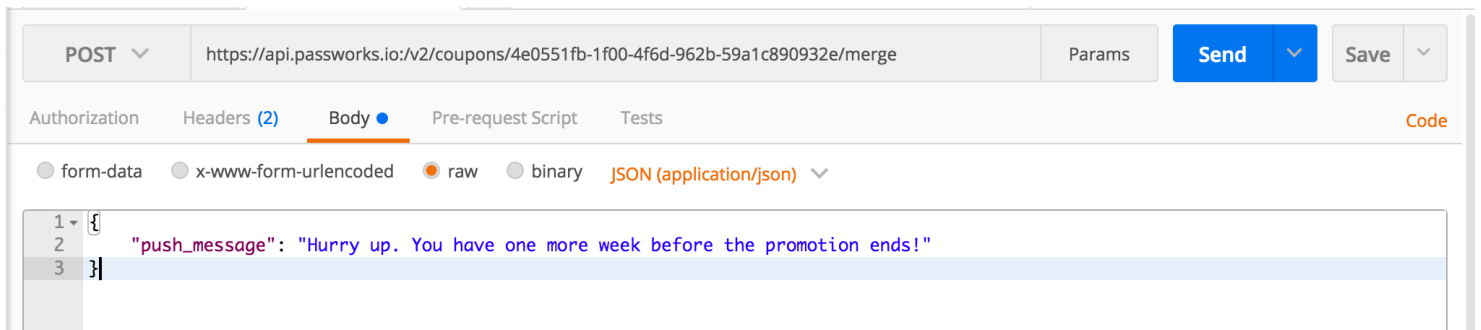 POST https://api.passworks.io:/v2/coupons/4e0551fb-1f00-4f6d-962b-59a1c890932e/merge Params Send Save
Authorization Headers (2) Body Pre-request Script Tests Code
form-data x-www-form-urlencoded raw binary JSON (application/json)
1 {
2 "push_message": "Hurry up. You have one more week before the promotion ends!"
3 }